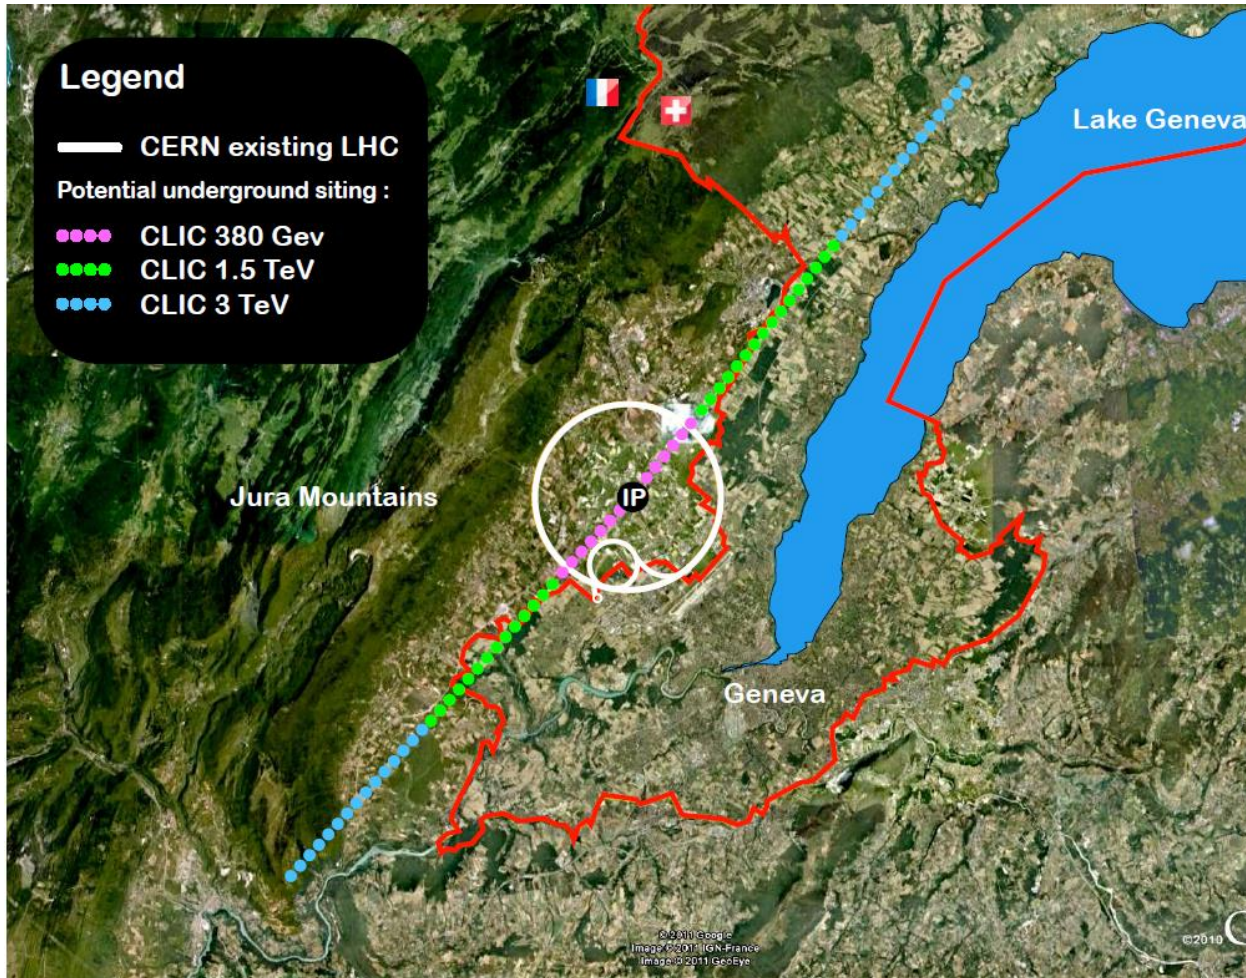 Legend
CERN existing LHC
Potential underground siting :
CLIC 380 Gev
CLIC 1.5 TeV
CLIC 3 TeV
Lake Geneva
Jura Mountains
IP
Geneva
© 2011 Google
Image © 2011 IGN-France
Image © 2011 GeoEye
©2010